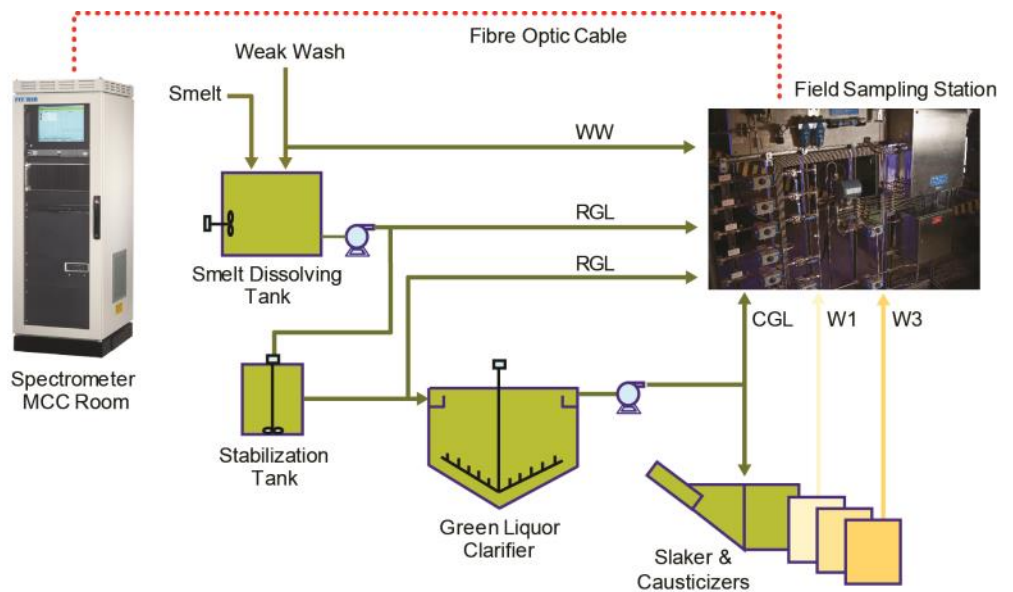 Fibre Optic Cable
Weak Wash
Smelt
Field Sampling Station
WW
RGL
Smelt Dissolving
Tank
RGL
CGL
W1
W3
Spectrometer
MCC Room
Stabilization
Tank
Green Liquor
Clarifier
Slaker &
Causticizers